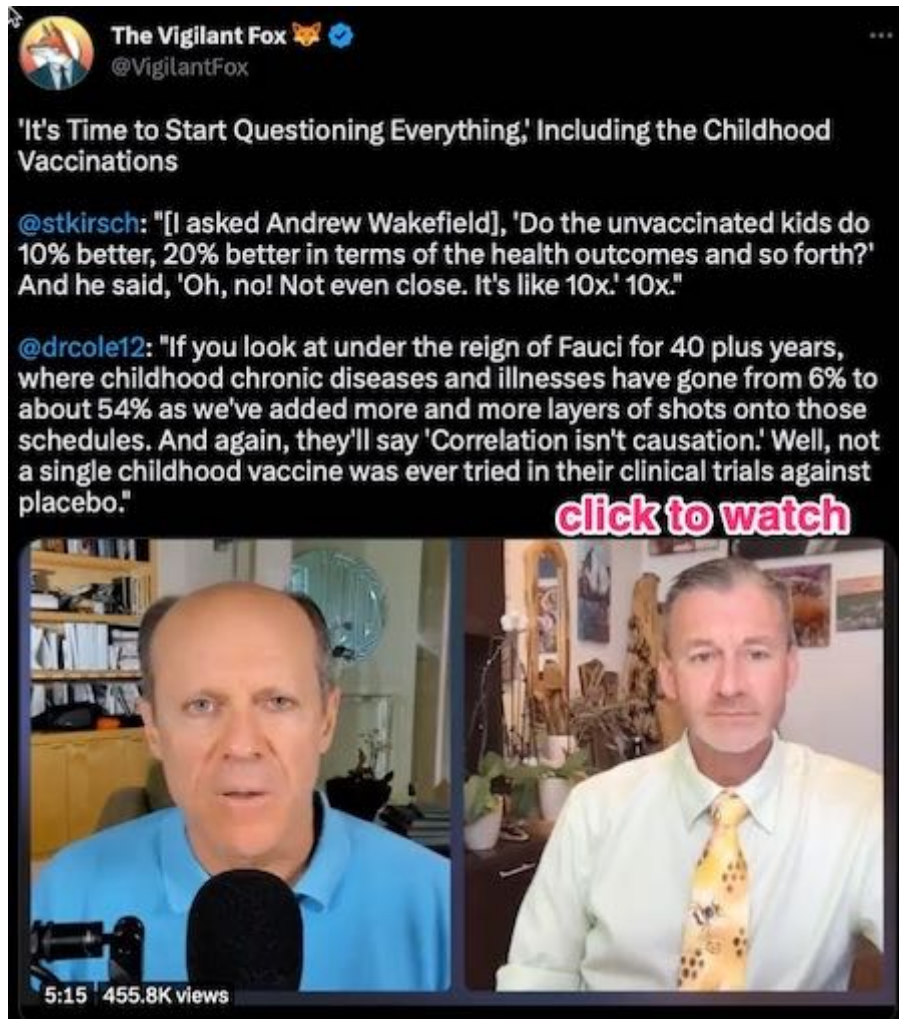 The Vigilant Fox 🦊
@VigilantFox
'It's Time to Start Questioning Everything,' Including the Childhood
Vaccinations
@stkirsch: "[I asked Andrew Wakefield], 'Do the unvaccinated kids do
10% better, 20% better in terms of the health outcomes and so forth?'
And he said, 'Oh, no! Not even close. It's like 10x.' 10x."
@drcole12: "If you look at under the reign of Fauci for 40 plus years,
where childhood chronic diseases and illnesses have gone from 6% to
about 54% as we've added more and more layers of shots onto those
schedules. And again, they'll say 'Correlation isn't causation.' Well, not
a single childhood vaccine was ever tried in their clinical trials against
placebo."
click to watch
5:15 455.8K views